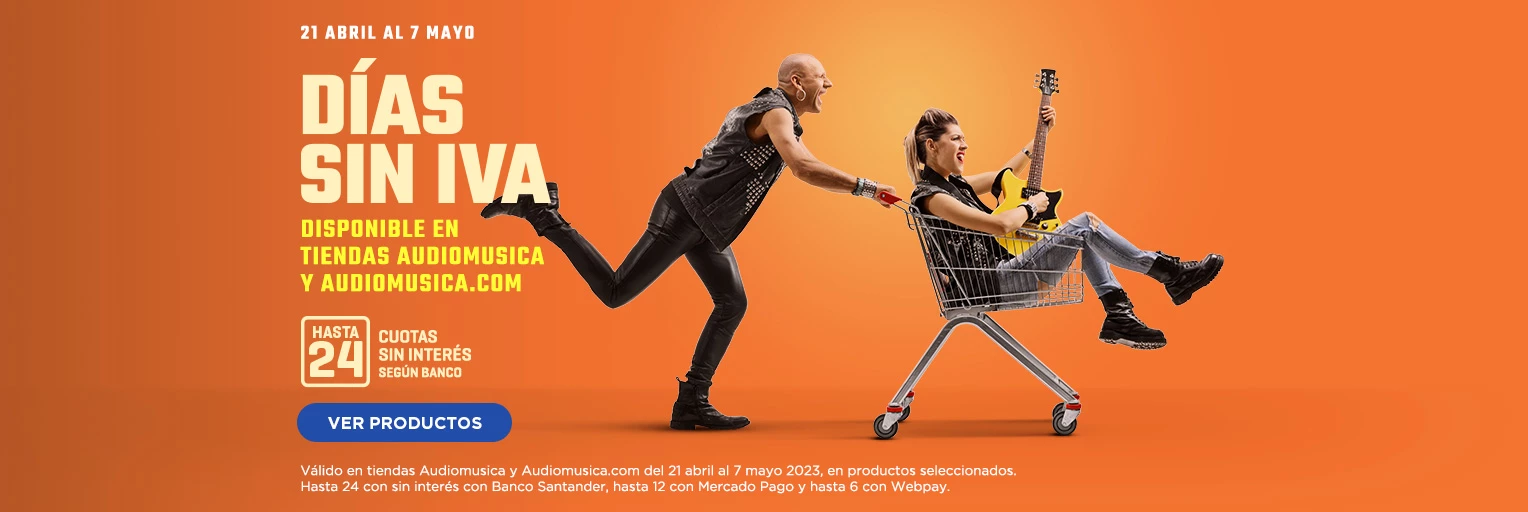 21 ABRIL AL 7 MAYO
DÍAS
SIN IVA
DISPONIBLE EN
TIENDAS AUDIOMUSICA
Y AUDIOMUSICA.COM
HASTA
24
CUOTAS
SIN INTERÉS
SEGÚN BANCO
VER PRODUCTOS
Válido en tiendas Audiomusica y Audiomusica.com del 21 abril al 7 mayo 2023, en productos seleccionados.
Hasta 24 con sin interés con Banco Santander, hasta 12 con Mercado Pago y hasta 6 con Webpay.